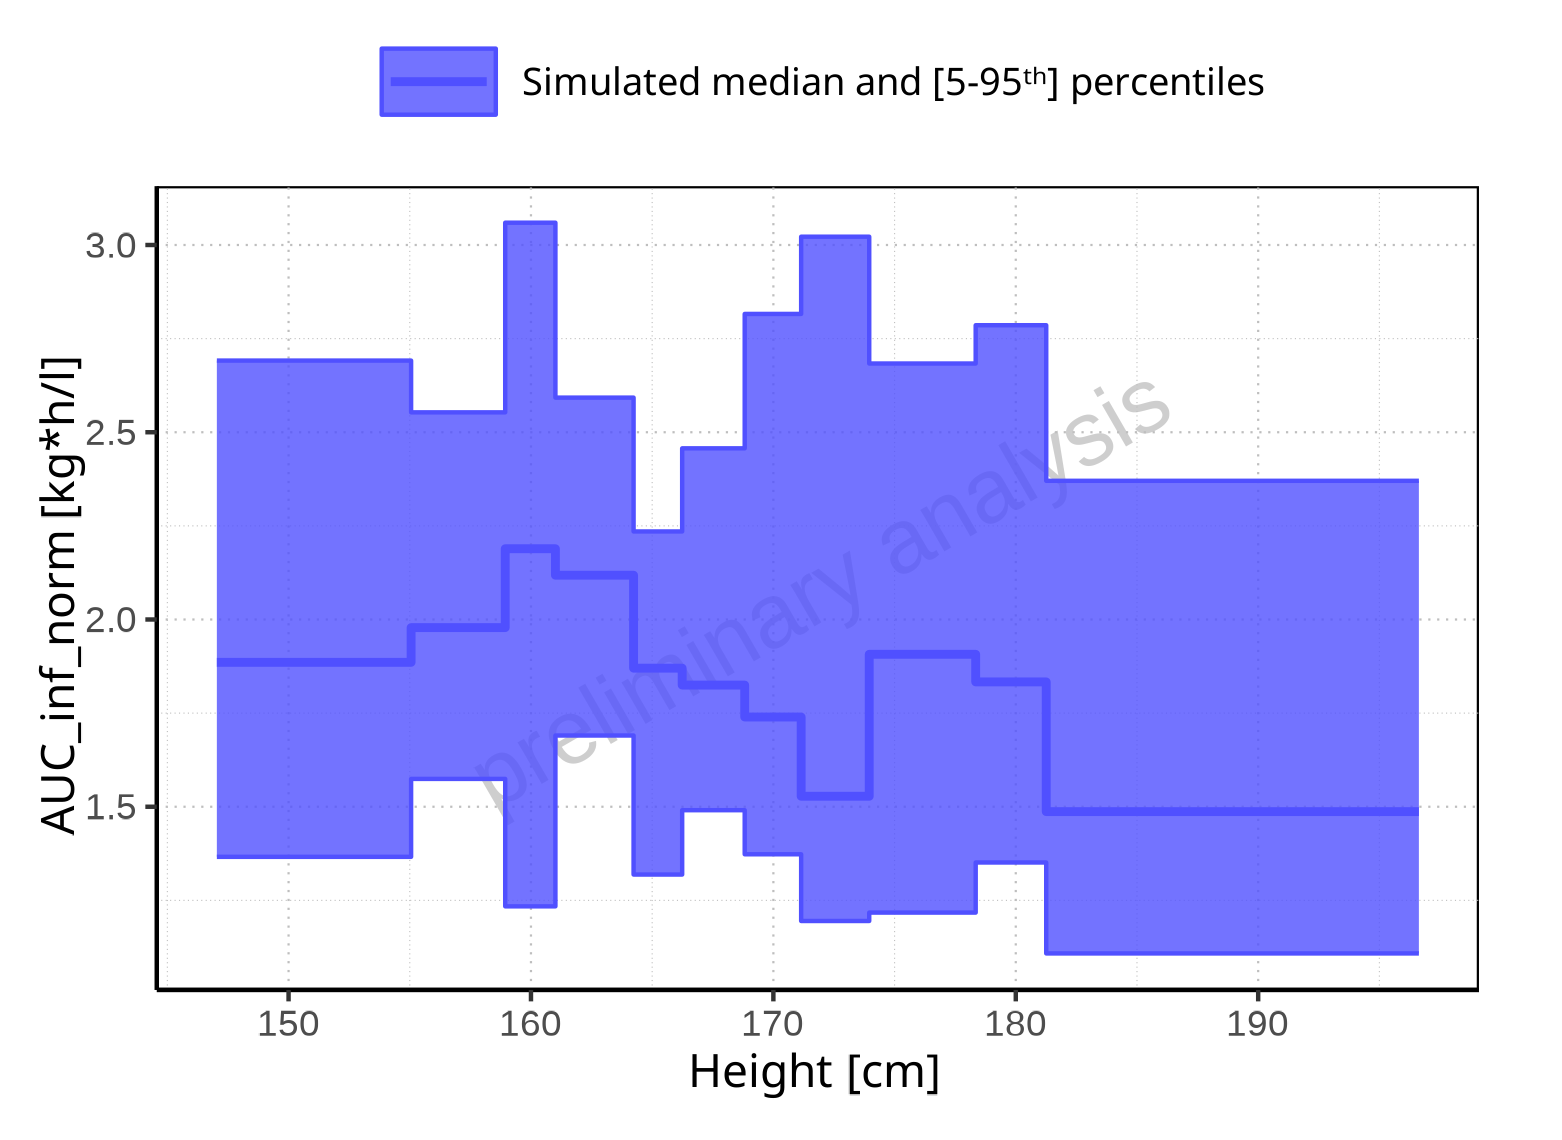 Simulated median and [5-95ᵗʰ] percentiles
AUC_inf_norm [kg*h/l]
3.0
2.5
2.0
1.5
preliminary analysis
150 160 170 180 190
Height [cm]